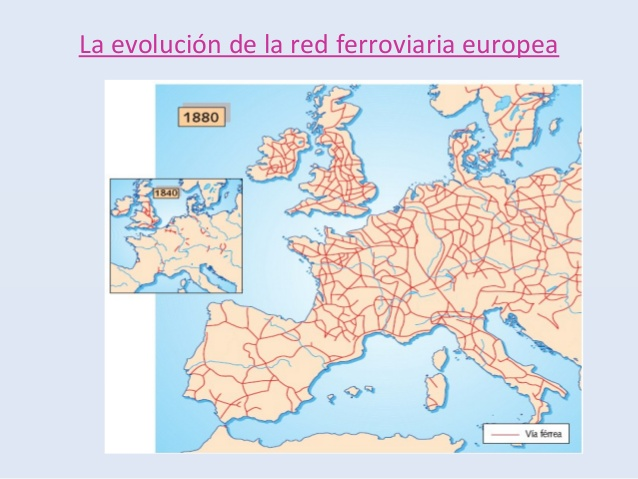 La evolución de la red ferroviaria europea
1880
1840
Vía férrea